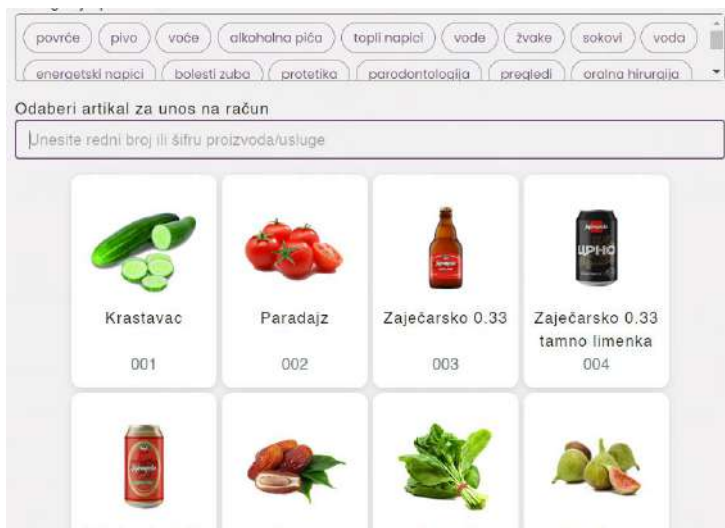 povrće pivo voće alkoholna pića topli napici vode žvake sokovi voda
energetski napici bolesti zuba protetika parodontologija pregledi oralna hirurgija
Odaberi artikal za unos na račun
Unesite redni broj ili šifru proizvoda/usluge
ЦРНО
Krastavac Paradajz Zaječarsko 0.33 Zaječarsko 0.33
tamno limenka
001 002 003 004